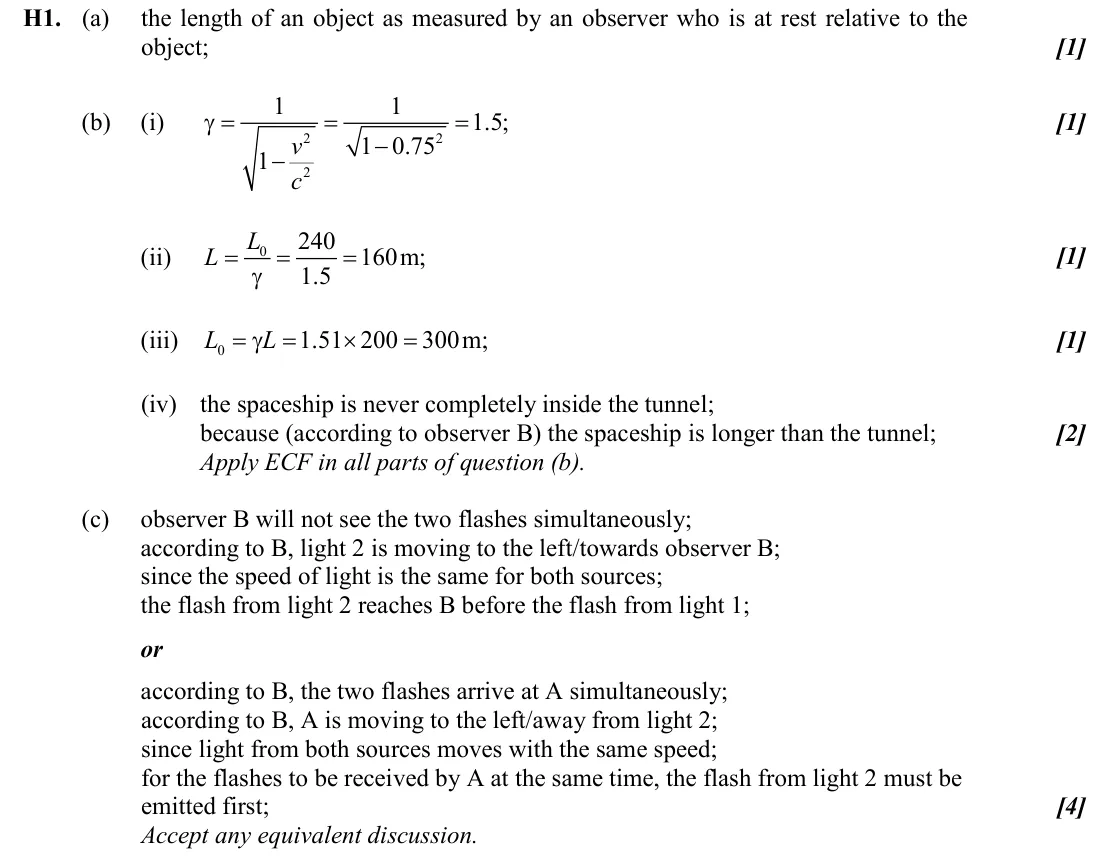 H1. (a) the length of an object as measured by an observer who is at rest relative to the
object; [1]
(b) (i) γ = 1/√(1 − v²/c²) = 1/√(1 − 0.75²) = 1.5; [1]
(ii) L = L₀/γ = 240/1.5 = 160 m; [1]
(iii) L₀ = γL = 1.51 × 200 = 300 m; [1]
(iv) the spaceship is never completely inside the tunnel;
because (according to observer B) the spaceship is longer than the tunnel; [2]
Apply ECF in all parts of question (b).
(c) observer B will not see the two flashes simultaneously;
according to B, light 2 is moving to the left/towards observer B;
since the speed of light is the same for both sources;
the flash from light 2 reaches B before the flash from light 1;
or
according to B, the two flashes arrive at A simultaneously;
according to B, A is moving to the left/away from light 2;
since light from both sources moves with the same speed;
for the flashes to be received by A at the same time, the flash from light 2 must be
emitted first; [4]
Accept any equivalent discussion.